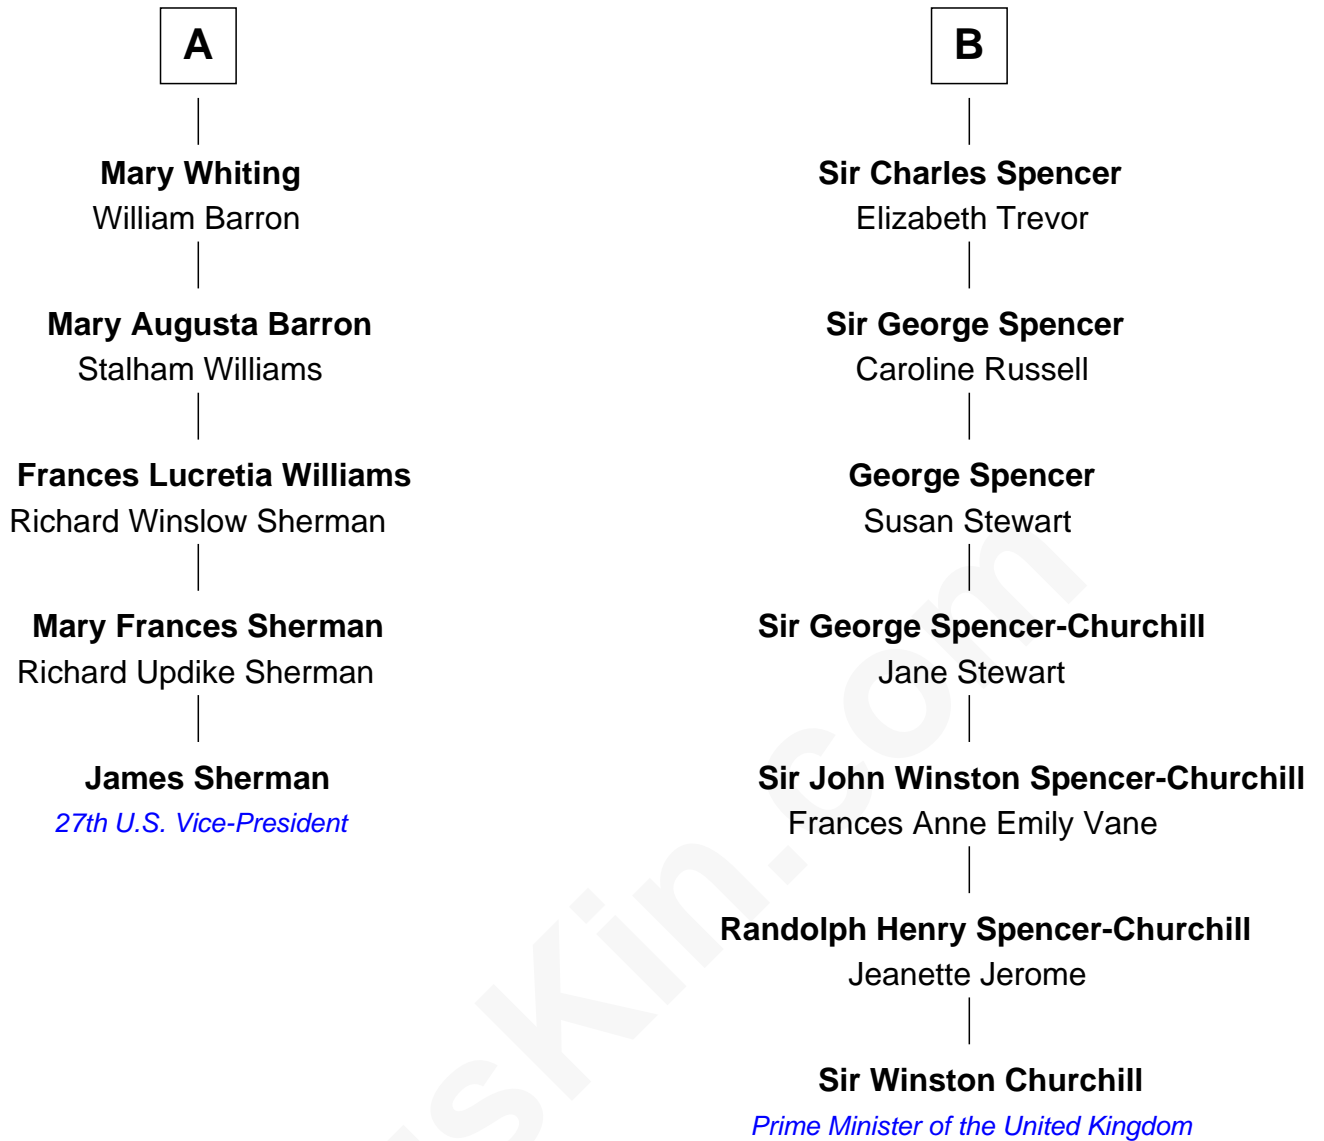 A
Mary Whiting
William Barron
Mary Augusta Barron
Stalham Williams
Frances Lucretia Williams
Richard Winslow Sherman
Mary Frances Sherman
Richard Updike Sherman
James Sherman
27th U.S. Vice-President
B
Sir Charles Spencer
Elizabeth Trevor
Sir George Spencer
Caroline Russell
George Spencer
Susan Stewart
Sir George Spencer-Churchill
Jane Stewart
Sir John Winston Spencer-Churchill
Frances Anne Emily Vane
Randolph Henry Spencer-Churchill
Jeanette Jerome
Sir Winston Churchill
Prime Minister of the United Kingdom